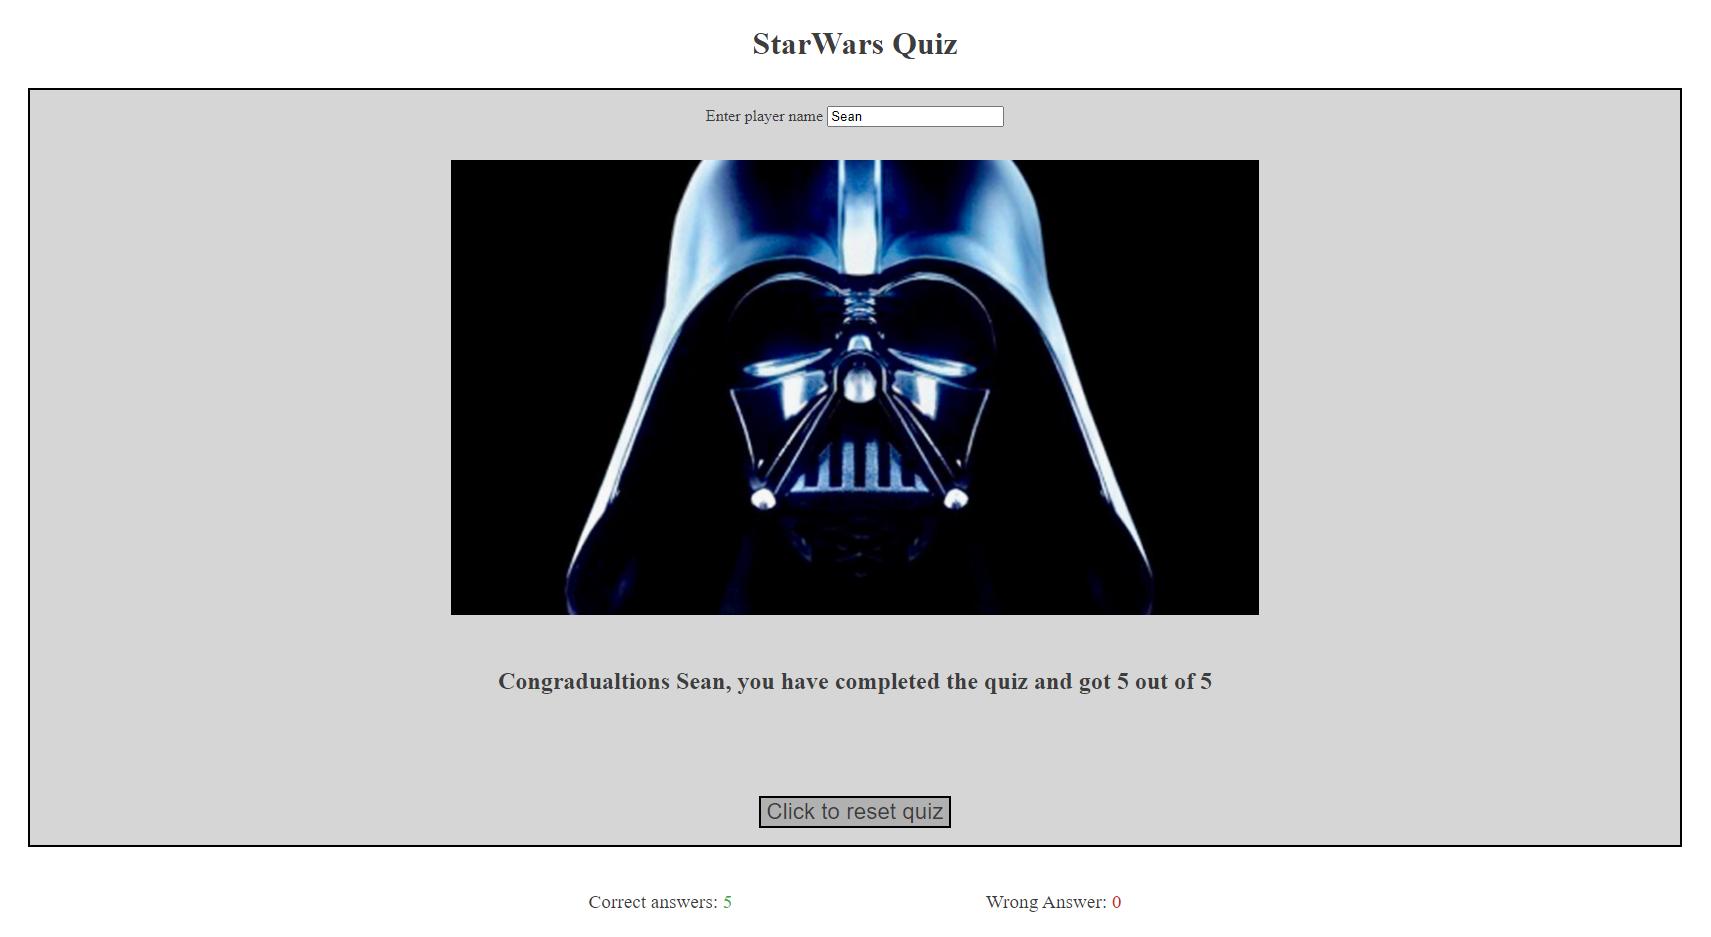 StarWars Quiz
Enter player name Sean
Congradualtions Sean, you have completed the quiz and got 5 out of 5
Click to reset quiz
Correct answers: 5 Wrong Answer: 0